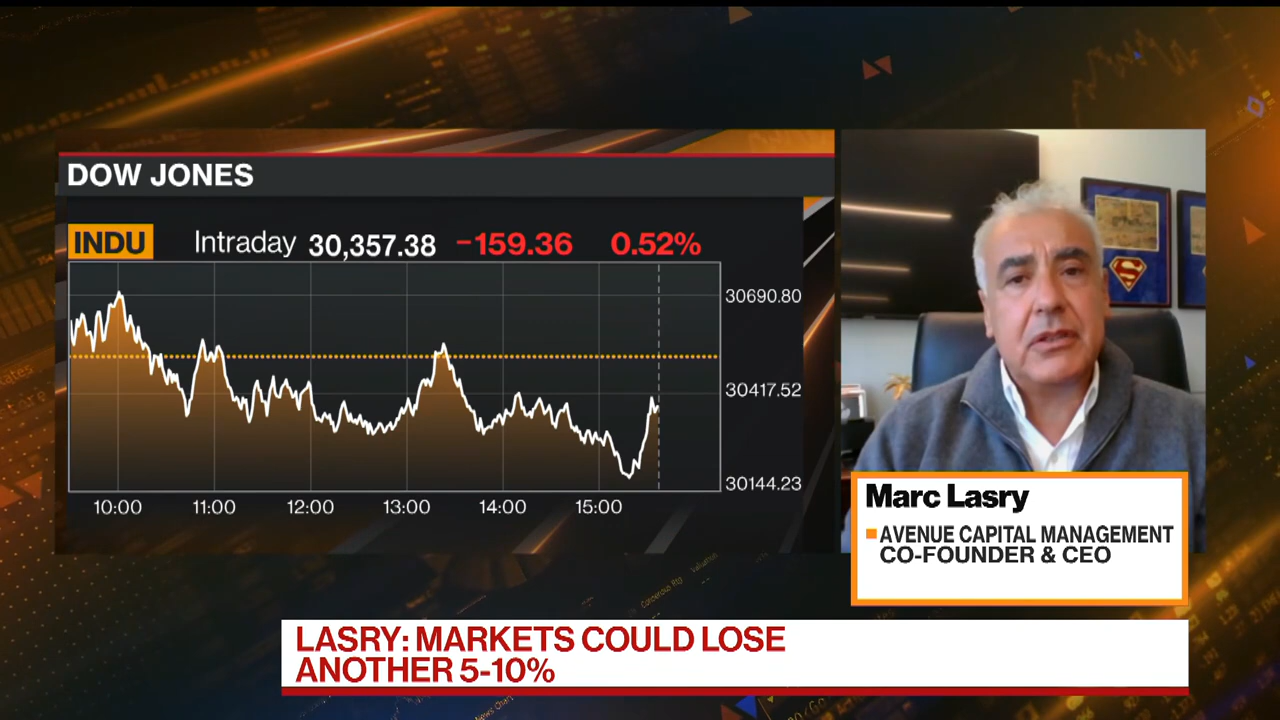 DOW JONES
INDU Intraday 30,357.38 -159.36 0.52%
30690.80
30417.52
30144.23
10:00 11:00 12:00 13:00 14:00 15:00
Marc Lasry
AVENUE CAPITAL MANAGEMENT
CO-FOUNDER & CEO
LASRY: MARKETS COULD LOSE
ANOTHER 5-10%